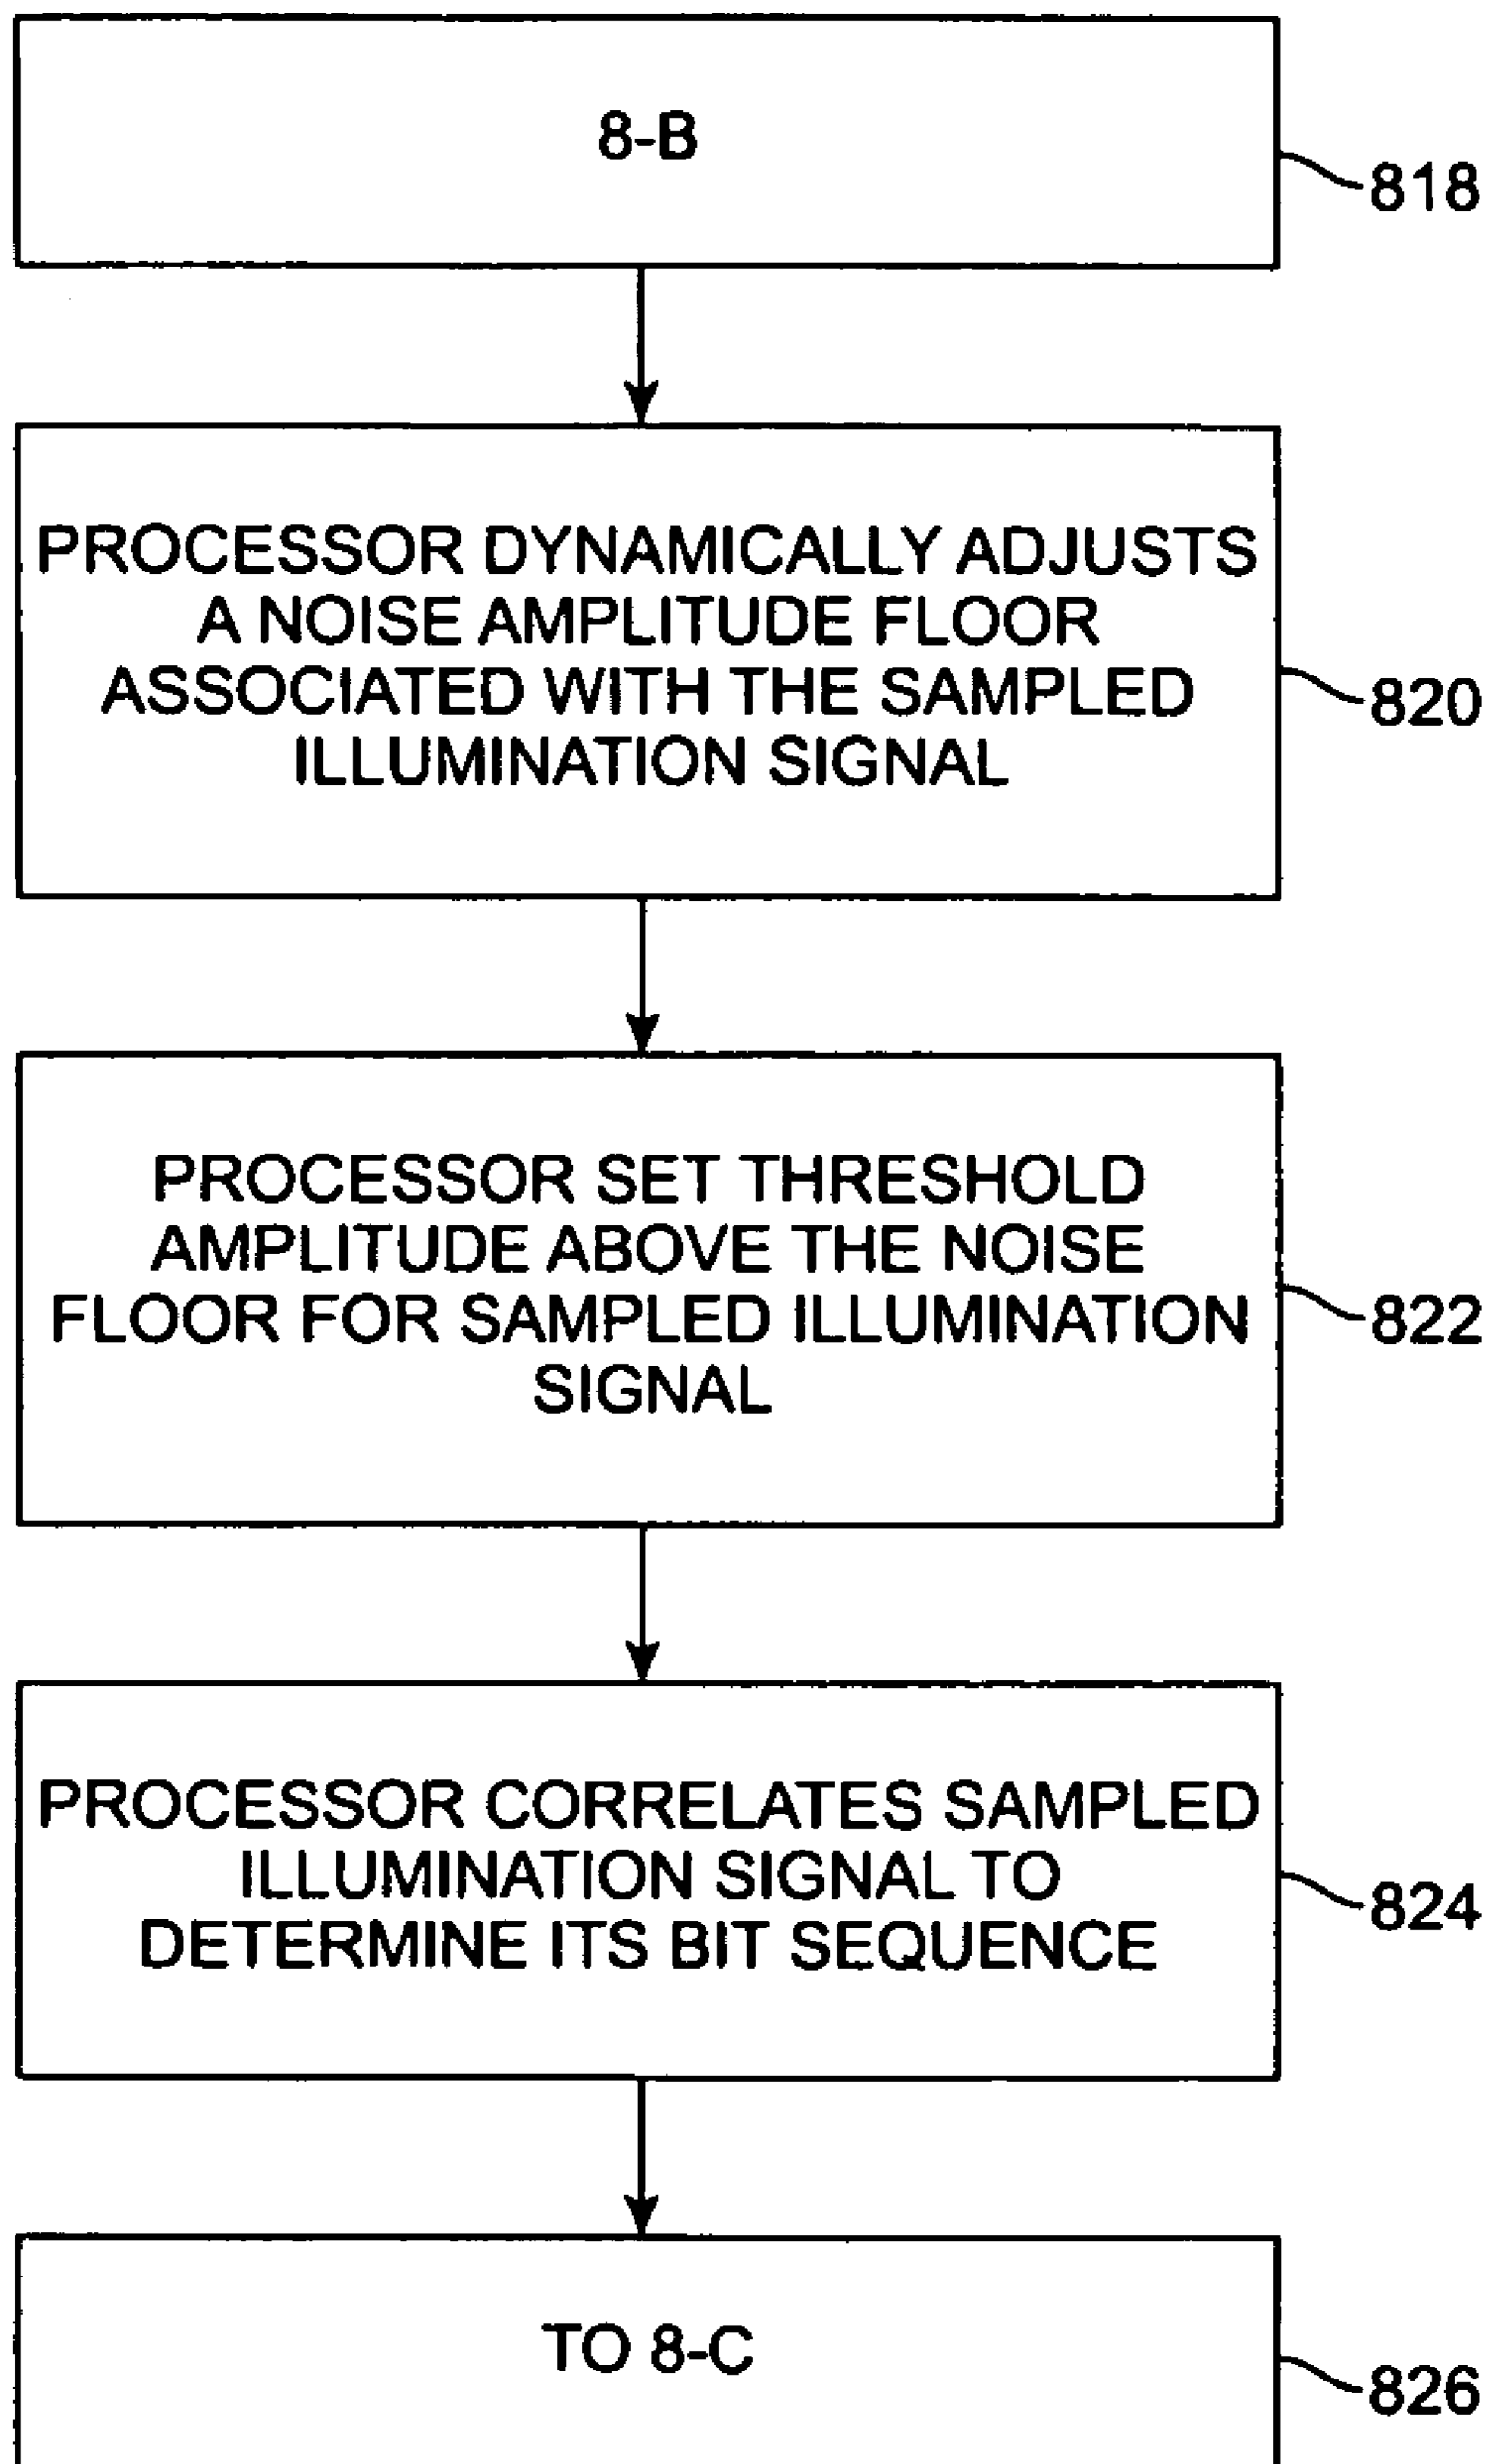 8-B
818
PROCESSOR DYNAMICALLY ADJUSTS
A NOISE AMPLITUDE FLOOR
ASSOCIATED WITH THE SAMPLED
ILLUMINATION SIGNAL
820
PROCESSOR SET THRESHOLD
AMPLITUDE ABOVE THE NOISE
FLOOR FOR SAMPLED ILLUMINATION
SIGNAL
822
PROCESSOR CORRELATES SAMPLED
ILLUMINATION SIGNAL TO
DETERMINE ITS BIT SEQUENCE
824
TO 8-C
826